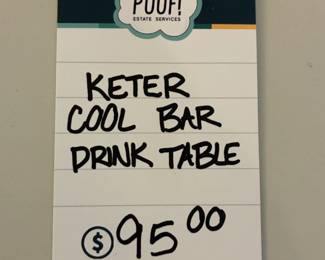 POOF!
ESTATE SERVICES
KETER
COOL BAR
DRINK TABLE
$ 95 00